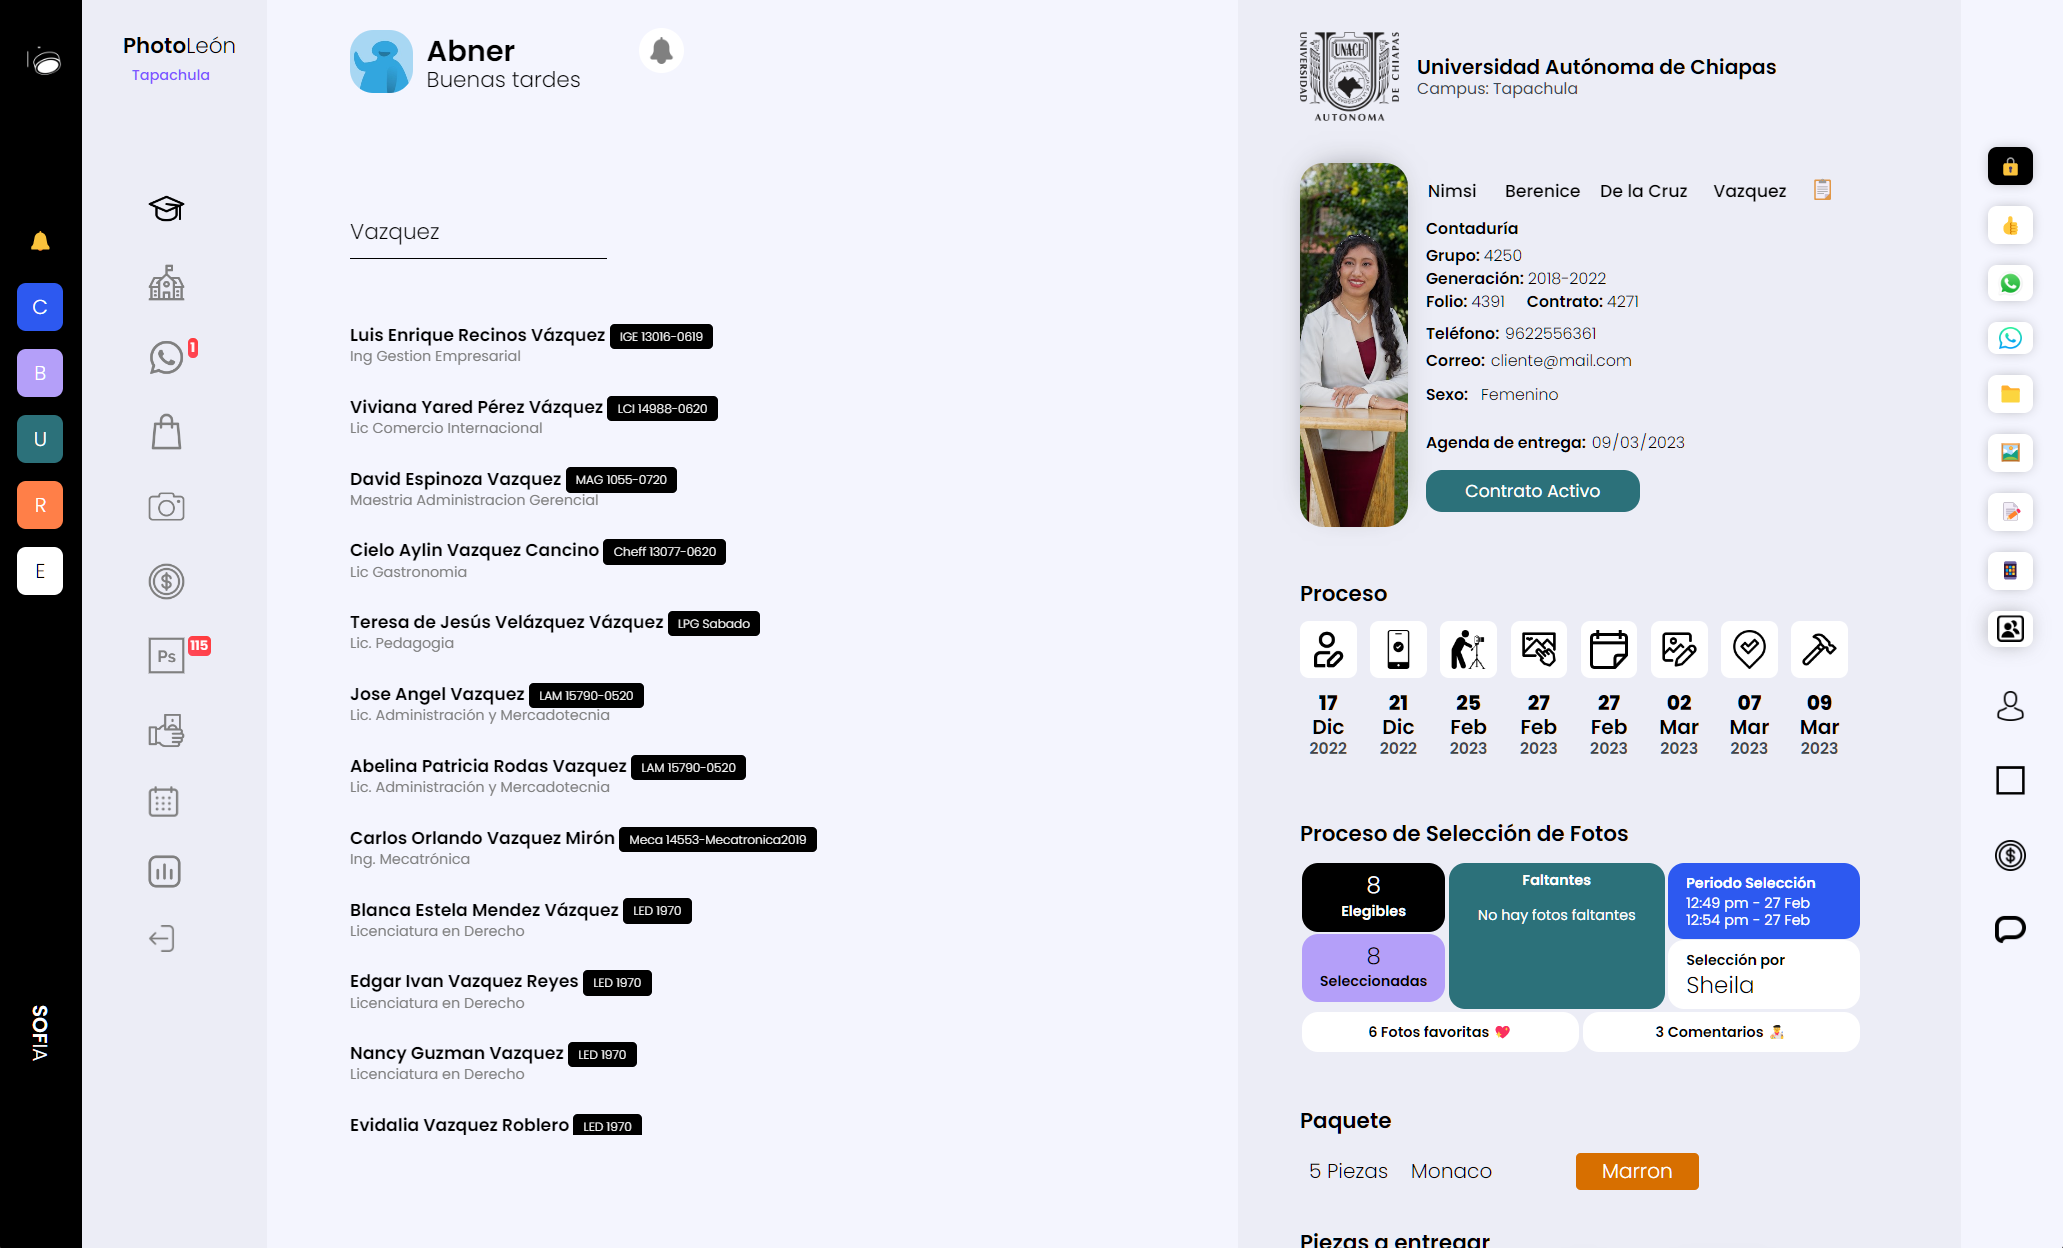 PhotoLeón
Tapachula
C
B
U
R
E
SOFIA
1
Ps
115
Abner
Buenas tardes
Vazquez
Luis Enrique Recinos Vázquez IGE 13016-0619
Ing Gestion Empresarial
Viviana Yared Pérez Vázquez LCI 14988-0620
Lic Comercio Internacional
David Espinoza Vazquez MAG 1055-0720
Maestria Administracion Gerencial
Cielo Aylin Vazquez Cancino Cheff 13077-0620
Lic Gastronomia
Teresa de Jesús Velázquez Vázquez LPG Sabado
Lic. Pedagogia
Jose Angel Vazquez LAM 15790-0520
Lic. Administración y Mercadotecnia
Abelina Patricia Rodas Vazquez LAM 15790-0520
Lic. Administración y Mercadotecnia
Carlos Orlando Vazquez Mirón Meca 14553-Mecatronica2019
Ing. Mecatrónica
Blanca Estela Mendez Vázquez LED 1970
Licenciatura en Derecho
Edgar Ivan Vazquez Reyes LED 1970
Licenciatura en Derecho
Nancy Guzman Vazquez LED 1970
Licenciatura en Derecho
Evidalia Vazquez Roblero LED 1970
UNIVERSIDAD
UNACH
DE CHIAPAS
AUTONOMA
Universidad Autónoma de Chiapas
Campus: Tapachula
Nimsi Berenice De la Cruz Vazquez
Contaduría
Grupo: 4250
Generación: 2018-2022
Folio: 4391 Contrato: 4271
Teléfono: 9622556361
Correo: cliente@mail.com
Sexo: Femenino
Agenda de entrega: 09/03/2023
Contrato Activo
Proceso
17 21 25 27 27 02 07 09
Dic Dic Feb Feb Feb Mar Mar Mar
2022 2022 2023 2023 2023 2023 2023 2023
Proceso de Selección de Fotos
8
Elegibles
8
Seleccionadas
Faltantes
No hay fotos faltantes
Periodo Selección
12:49 pm - 27 Feb
12:54 pm - 27 Feb
Selección por
Sheila
6 Fotos favoritas 💖
3 Comentarios
Paquete
5 Piezas Monaco Marron
Piezas a entregar